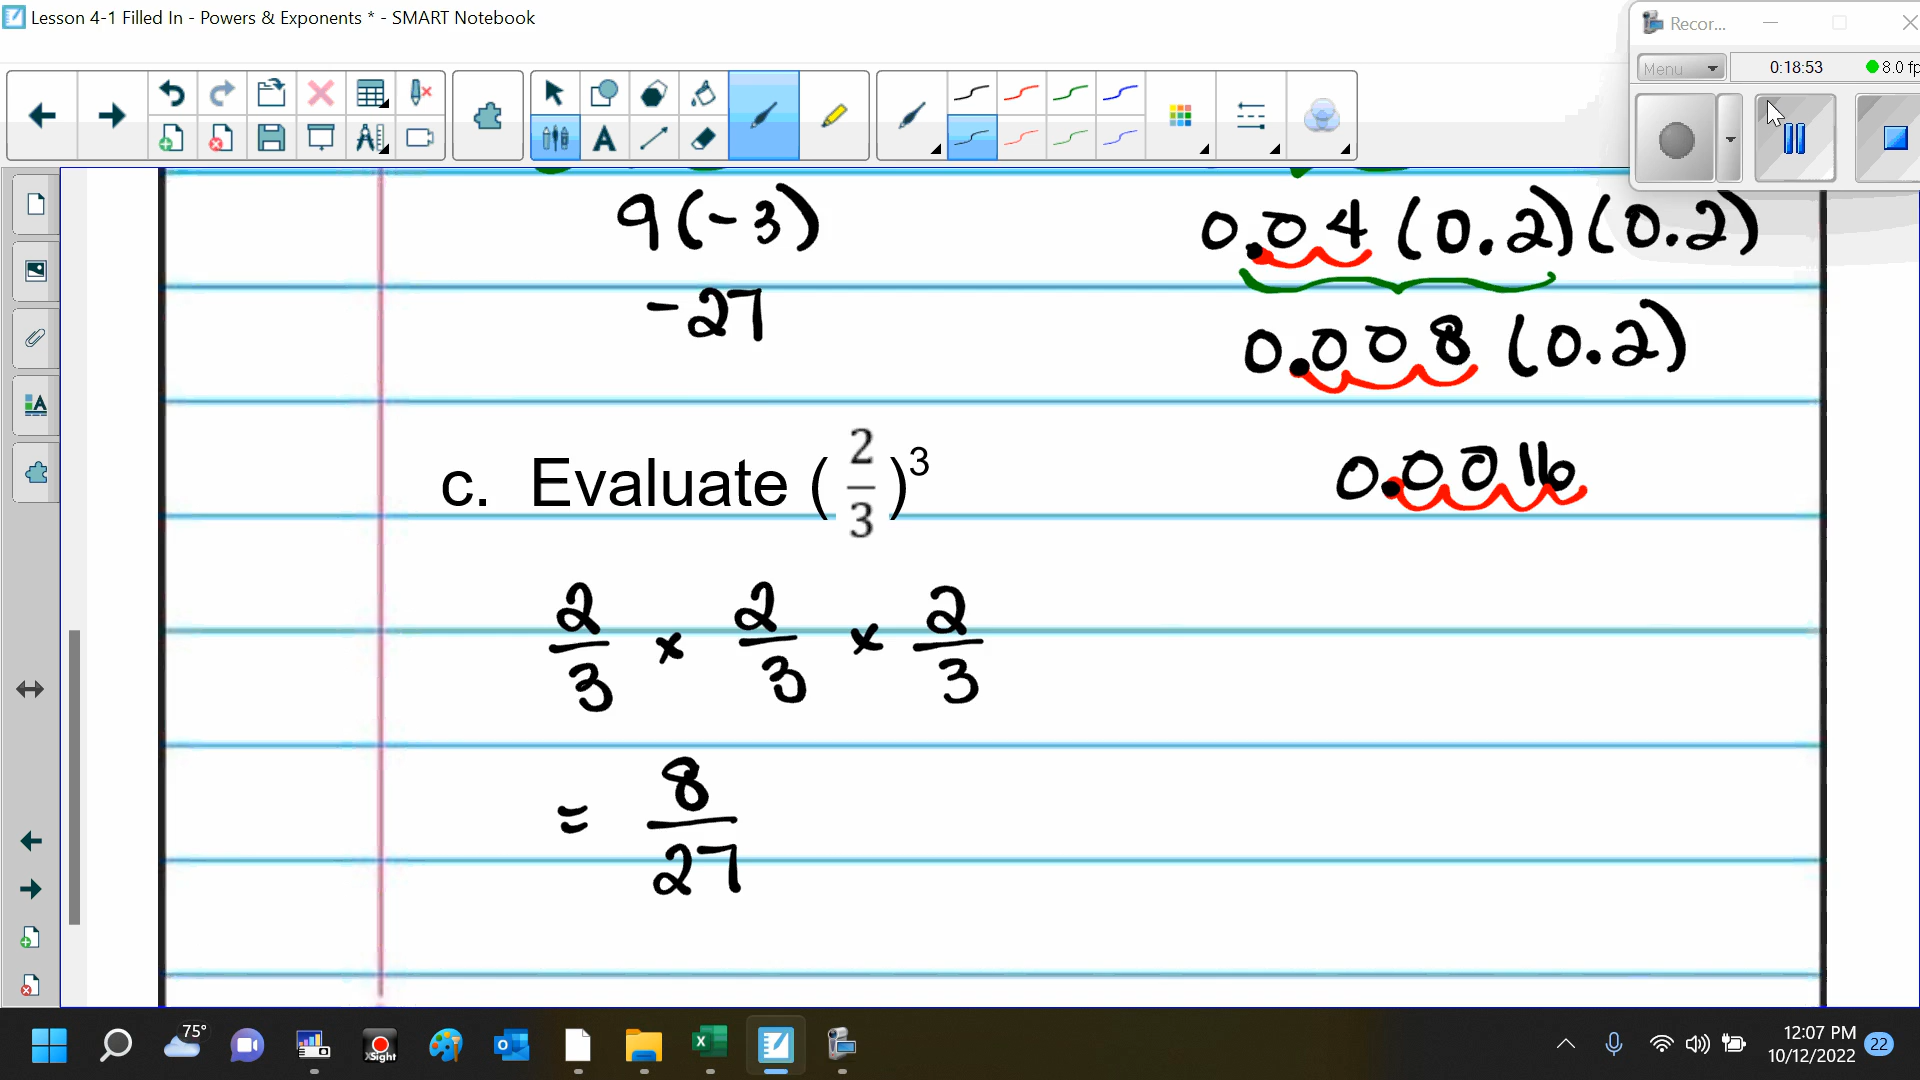 Lesson 4-1 Filled In - Powers & Exponents * - SMART Notebook
Recor...
Menu
0:18:53
8.0 fp
9(-3)
-27
0.04(0.2)(0.2)
0.008(0.2)
0.0016
c. Evaluate (2/3)³
2/3 × 2/3 × 2/3
= 8/27
75°
XSight
12:07 PM
10/12/2022
22